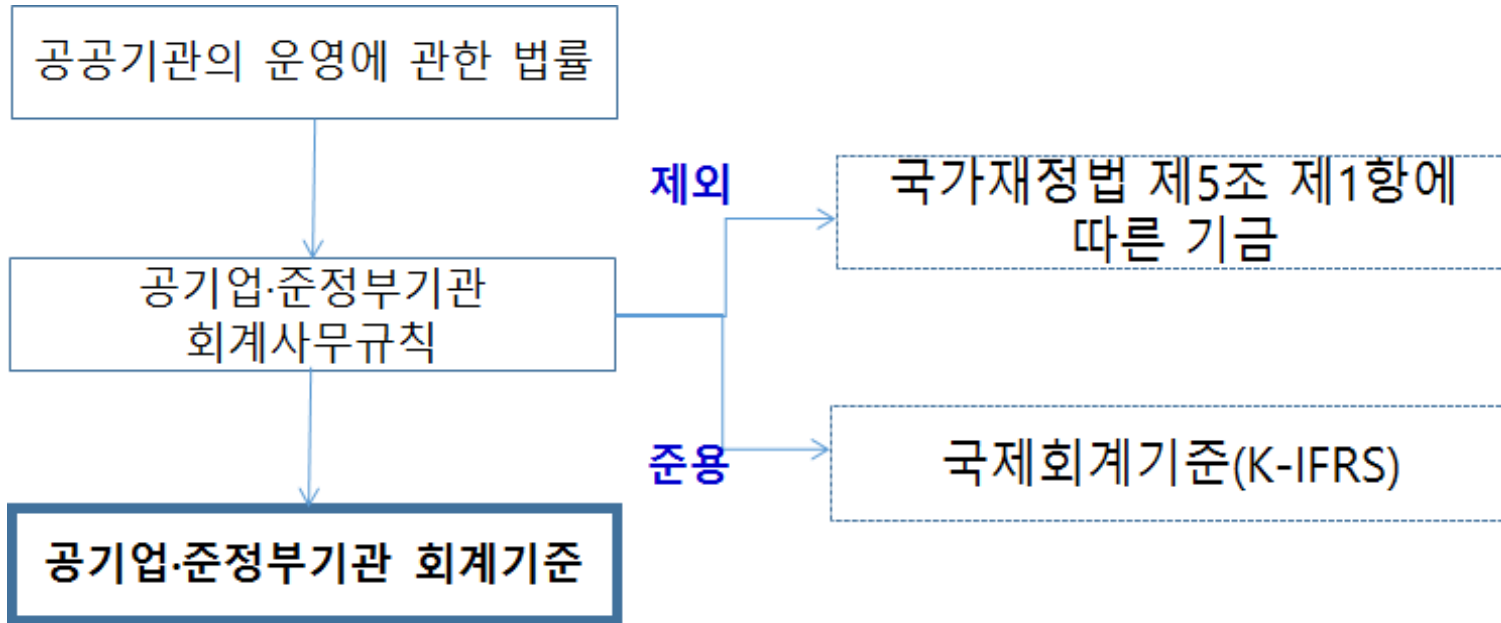 공공기관의 운영에 관한 법률
제외
국가재정법 제5조 제1항에
따른 기금
공기업·준정부기관
회계사무규칙
준용
국제회계기준(K-IFRS)
공기업·준정부기관 회계기준